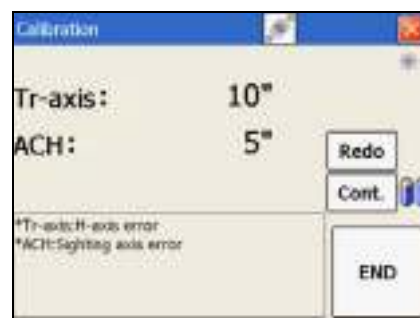 Calibration
Tr-axis: 10"
ACH: 5"
Redo
Cont.
*Tr-axis:H-axis error
*ACH:Sighting axis error
END